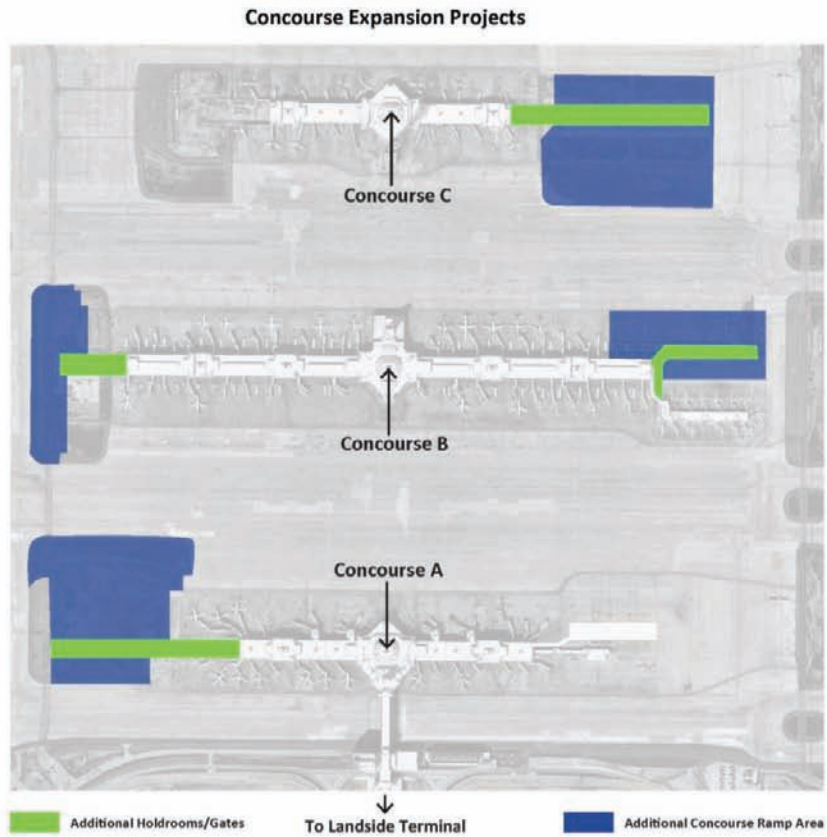 Concourse Expansion Projects
Concourse C
Concourse B
Concourse A
Additional Holdrooms/Gates
To Landside Terminal
Additional Concourse Ramp Area